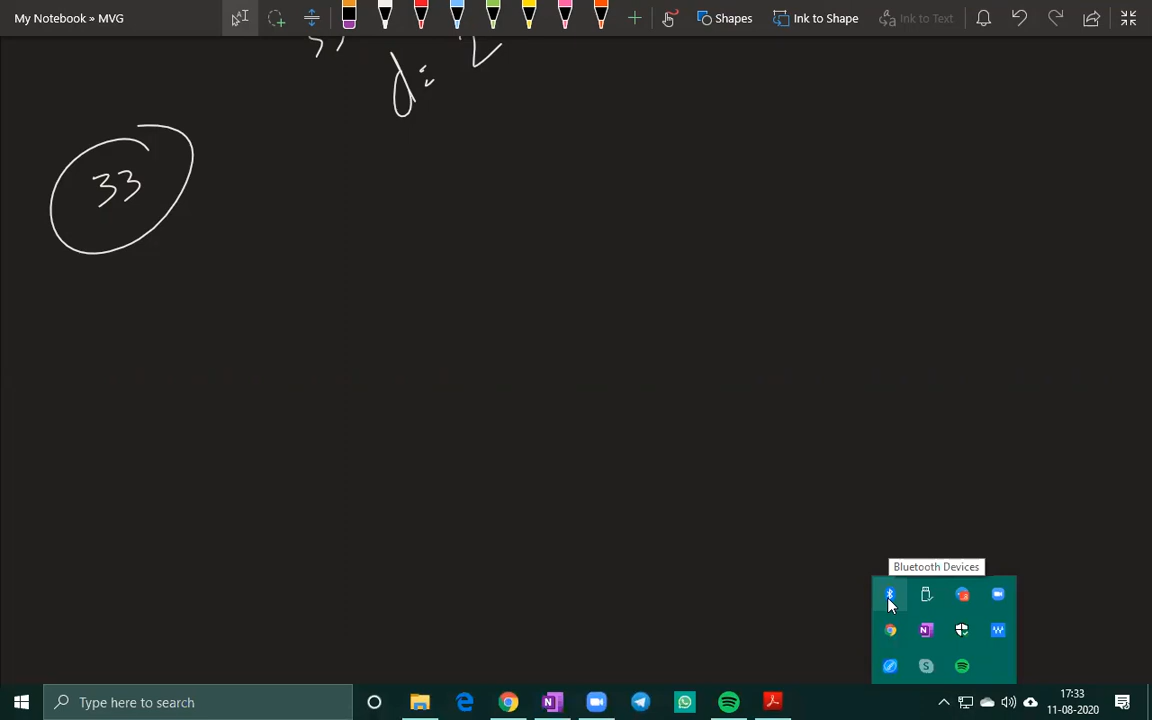 My Notebook » MVG
Shapes
Ink to Shape
Ink to Text
33
Bluetooth Devices
Type here to search
17:33
11-08-2020